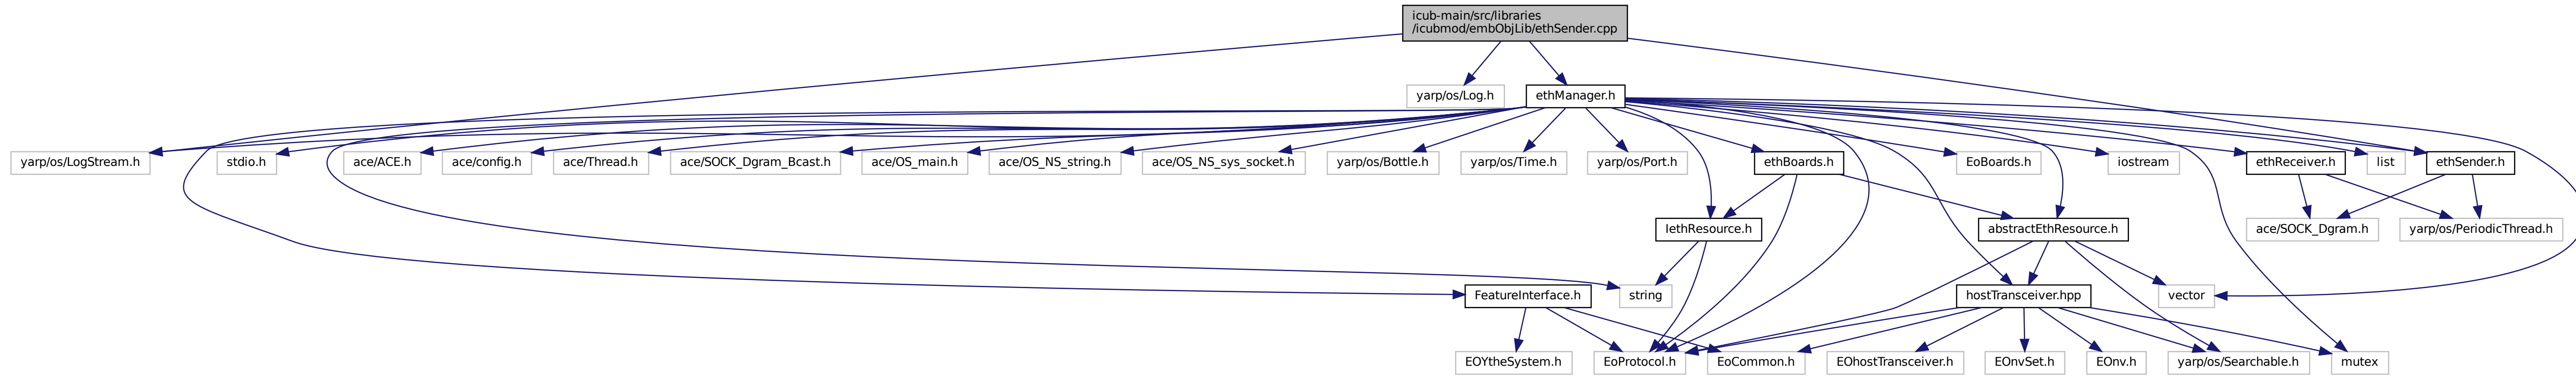 icub-main/src/libraries
/icubmod/embObjLib/ethSender.cpp
yarp/os/Log.h
ethManager.h
yarp/os/LogStream.h
stdio.h
ace/ACE.h
ace/config.h
ace/Thread.h
ace/SOCK_Dgram_Bcast.h
ace/OS_main.h
ace/OS_NS_string.h
ace/OS_NS_sys_socket.h
yarp/os/Bottle.h
yarp/os/Time.h
yarp/os/Port.h
ethBoards.h
EoBoards.h
iostream
ethReceiver.h
list
ethSender.h
IethResource.h
abstractEthResource.h
ace/SOCK_Dgram.h
yarp/os/PeriodicThread.h
FeatureInterface.h
string
hostTransceiver.hpp
vector
EOYtheSystem.h
EoProtocol.h
EoCommon.h
EOhostTransceiver.h
EOnvSet.h
EOnv.h
yarp/os/Searchable.h
mutex